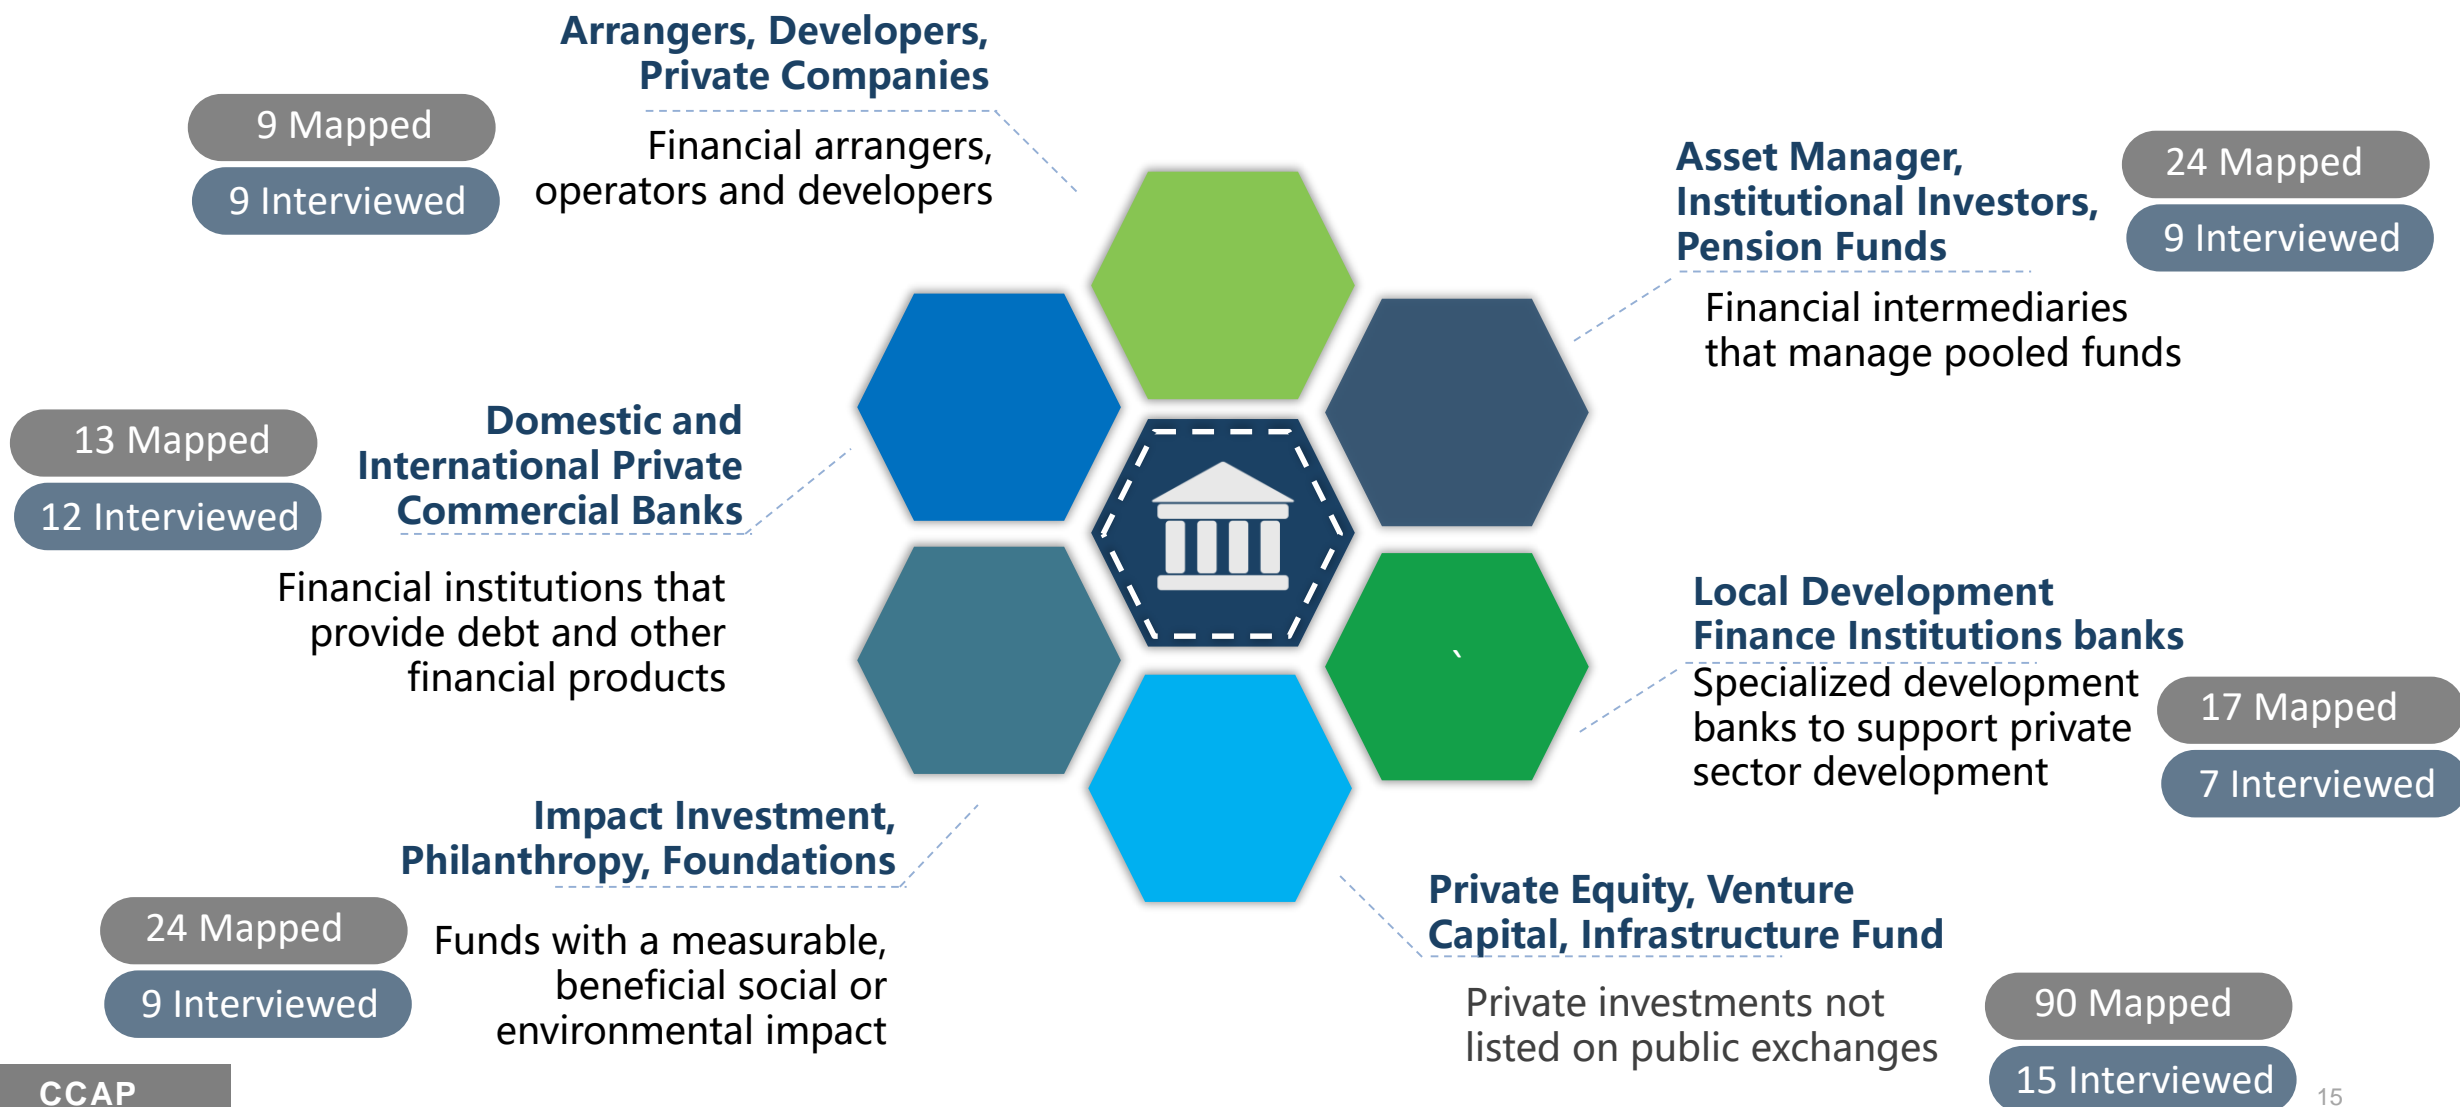 Arrangers, Developers,
Private Companies
9 Mapped
9 Interviewed
Financial arrangers,
operators and developers
Asset Manager,
Institutional Investors,
Pension Funds
24 Mapped
9 Interviewed
Financial intermediaries
that manage pooled funds
Domestic and
International Private
Commercial Banks
13 Mapped
12 Interviewed
Financial institutions that
provide debt and other
financial products
`
Local Development
Finance Institutions banks
Specialized development
banks to support private
sector development
17 Mapped
7 Interviewed
Impact Investment,
Philanthropy, Foundations
24 Mapped
9 Interviewed
Funds with a measurable,
beneficial social or
environmental impact
Private Equity, Venture
Capital, Infrastructure Fund
Private investments not
listed on public exchanges
90 Mapped
15 Interviewed
CCAP
15